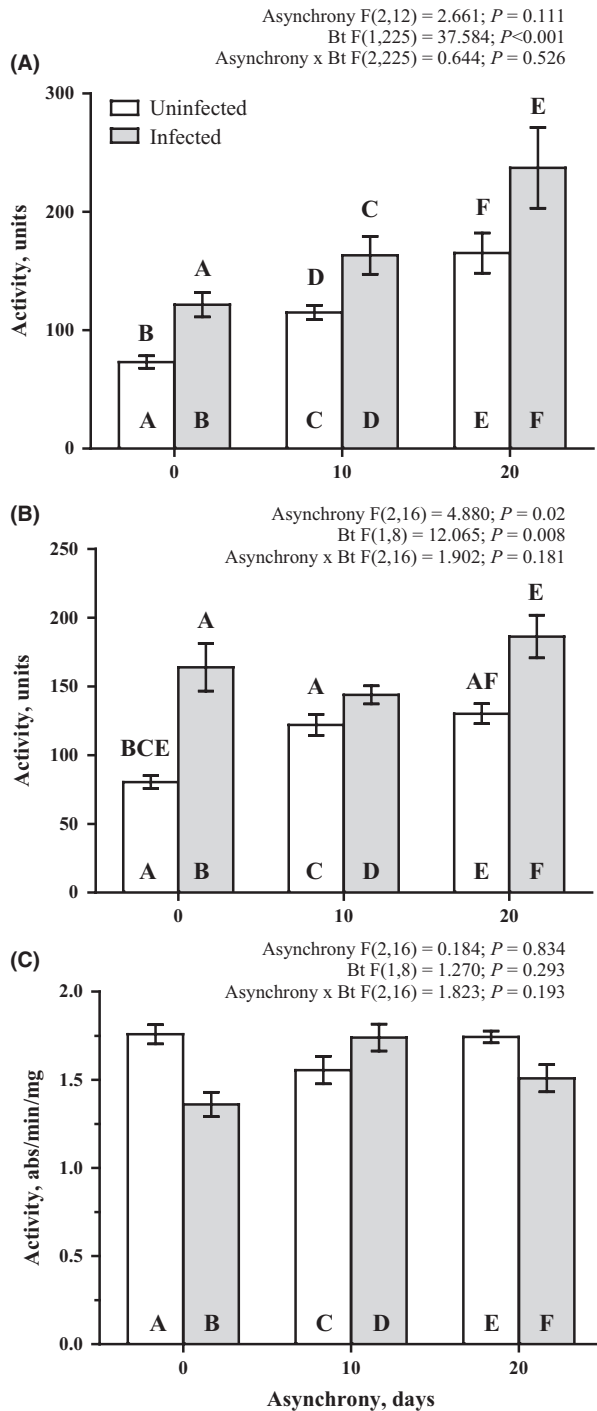 Asynchrony F(2,12) = 2.661; P = 0.111
Bt F(1,225) = 37.584; P<0.001
Asynchrony x Bt F(2,225) = 0.644; P = 0.526
(A)
300
200
100
0
Activity, units
Uninfected
Infected
B A D C F E
A B C D E F
0 10 20
(B)
Asynchrony F(2,16) = 4.880; P = 0.02
Bt F(1,8) = 12.065; P = 0.008
Asynchrony x Bt F(2,16) = 1.902; P = 0.181
250
200
150
100
50
0
Activity, units
BCE A A AF E
A B C D E F
0 10 20
(C)
Asynchrony F(2,16) = 0.184; P = 0.834
Bt F(1,8) = 1.270; P = 0.293
Asynchrony x Bt F(2,16) = 1.823; P = 0.193
2.0
1.5
1.0
0.5
0.0
Activity, abs/min/mg
A B C D E F
0 10 20
Asynchrony, days